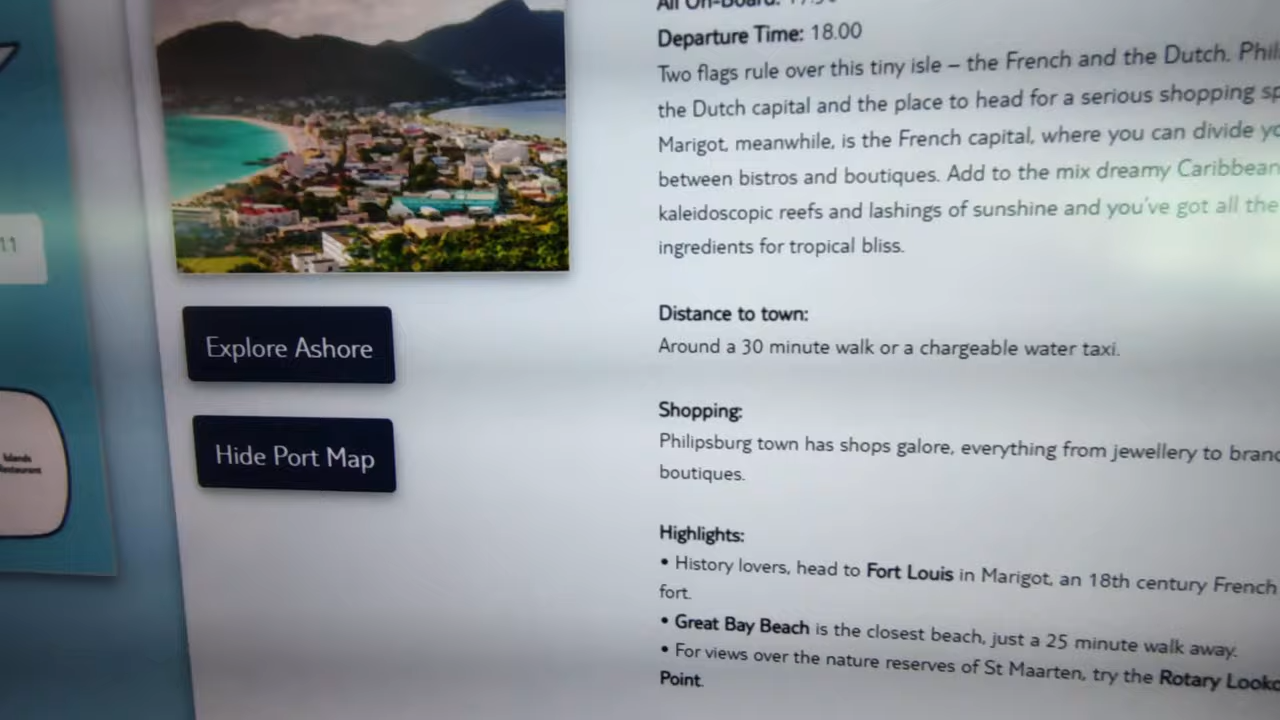 All On-Board:
Departure Time: 18.00
Two flags rule over this tiny isle – the French and the Dutch.
the Dutch capital and the place to head for a serious shopping
Marigot, meanwhile, is the French capital, where you can divide
between bistros and boutiques. Add to the mix dreamy Caribbean
kaleidoscopic reefs and lashings of sunshine and you've got all the
ingredients for tropical bliss.
Distance to town:
Around a 30 minute walk or a chargeable water taxi.
Shopping:
Philipsburg town has shops galore, everything from jewellery to
boutiques.
Highlights:
• History lovers, head to Fort Louis in Marigot, an 18th century French
fort.
• Great Bay Beach is the closest beach, just a 25 minute walk away.
• For views over the nature reserves of St Maarten, try the Rotary
Point.
Explore Ashore
Hide Port Map
11
Islands
Restaurant